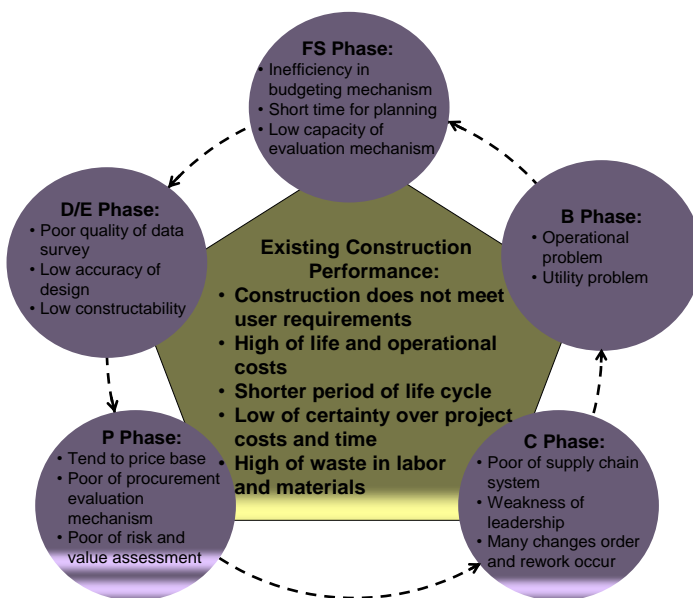 FS Phase:
• Inefficiency in
budgeting mechanism
• Short time for planning
• Low capacity of
evaluation mechanism
D/E Phase:
• Poor quality of data
survey
• Low accuracy of
design
• Low constructability
B Phase:
• Operational
problem
• Utility problem
Existing Construction
Performance:
• Construction does not meet
user requirements
• High of life and operational
costs
• Shorter period of life cycle
• Low of certainty over project
costs and time
• High of waste in labor
and materials
P Phase:
• Tend to price base
• Poor of procurement
evaluation
mechanism
• Poor of risk and
value assessment
C Phase:
• Poor of supply chain
system
• Weakness of
leadership
• Many changes order
and rework occur